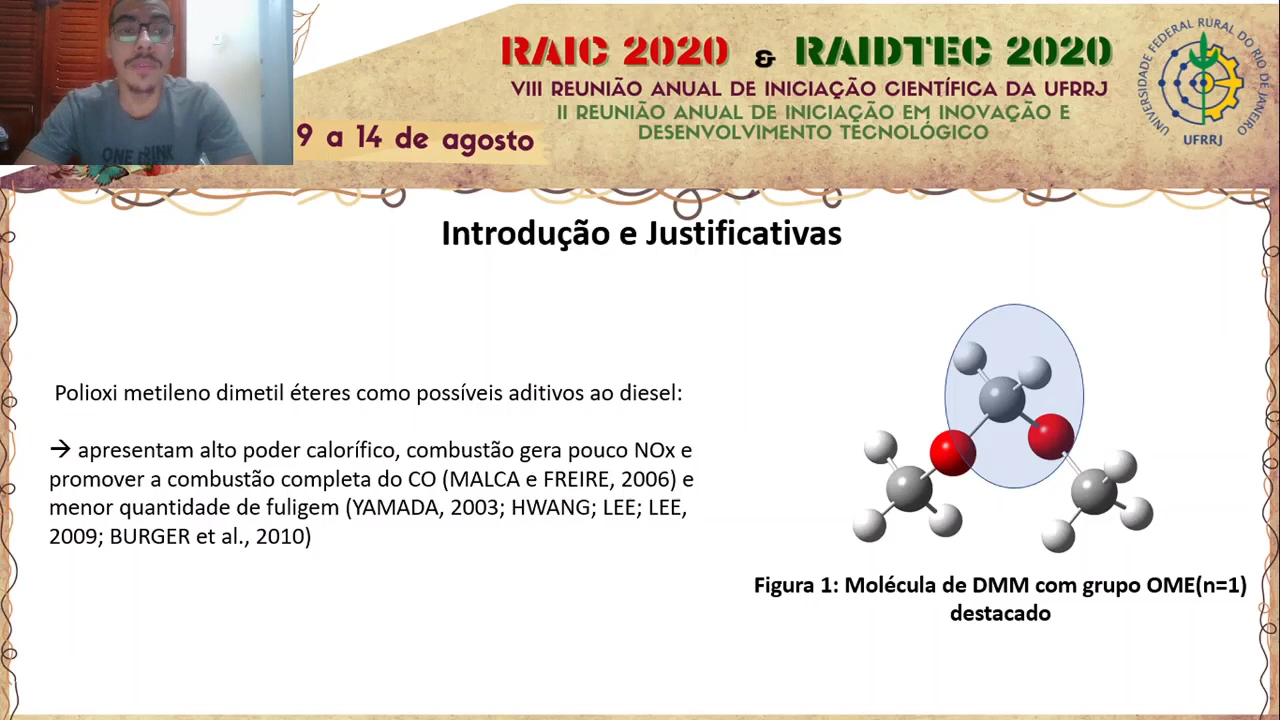 RAIC 2020 & RAIDTEC 2020
VIII REUNIÃO ANUAL DE INICIAÇÃO CIENTÍFICA DA UFRRJ
II REUNIÃO ANUAL DE INICIAÇÃO EM INOVAÇÃO E
DESENVOLVIMENTO TECNOLÓGICO
9 a 14 de agosto
UNIVERSIDADE FEDERAL RURAL DO RIO DE JANEIRO
UFRRJ
Introdução e Justificativas
Polioxi metileno dimetil éteres como possíveis aditivos ao diesel:
→ apresentam alto poder calorífico, combustão gera pouco NOx e
promover a combustão completa do CO (MALCA e FREIRE, 2006) e
menor quantidade de fuligem (YAMADA, 2003; HWANG; LEE; LEE,
2009; BURGER et al., 2010)
Figura 1: Molécula de DMM com grupo OME(n=1)
destacado